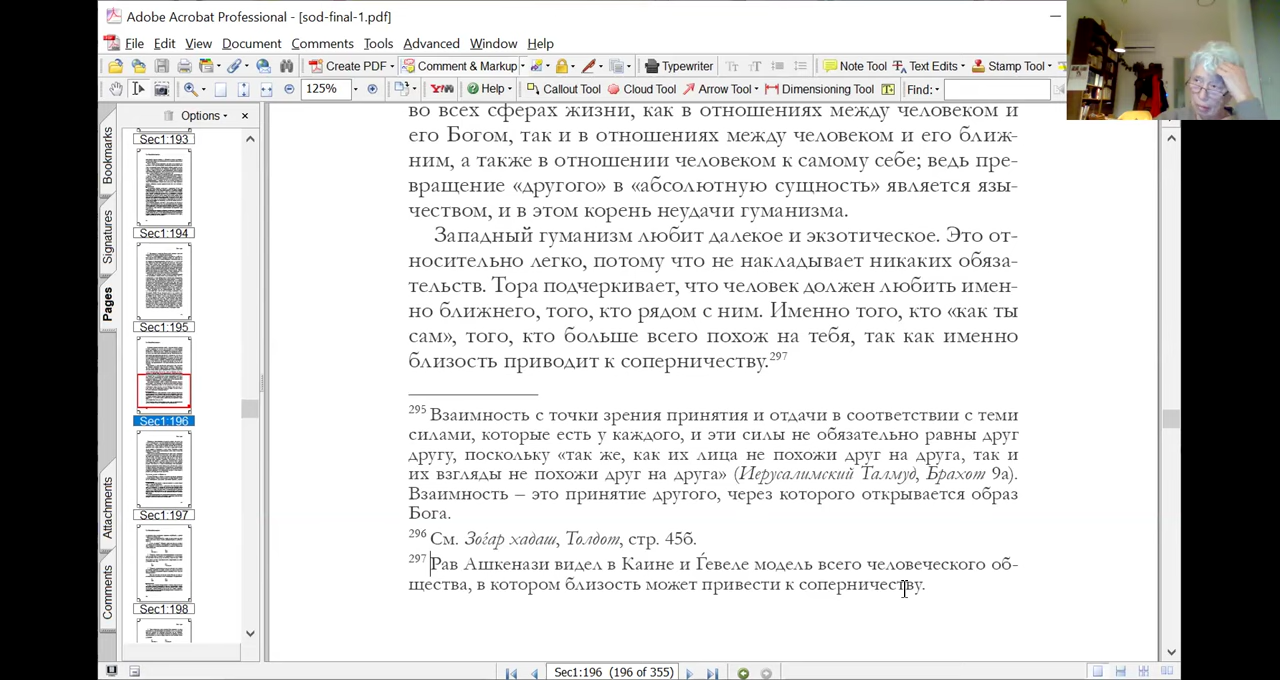 Adobe Acrobat Professional - [sod-final-1.pdf]
File Edit View Document Comments Tools Advanced Window Help
Create PDF Comment & Markup Typewriter Note Tool Text Edits Stamp Tool
125% Help Callout Tool Cloud Tool Arrow Tool Dimensioning Tool Find:
Options
Bookmarks
Signatures
Pages
Attachments
Comments
Sec1:193
Sec1:194
Sec1:195
Sec1:196
Sec1:197
Sec1:198
во всех сферах жизни, как в отношениях между человеком и
его Богом, так и в отношениях между человеком и его ближ-
ним, а также в отношении человеком к самому себе; ведь пре-
вращение «другого» в «абсолютную сущность» является язы-
чеством, и в этом корень неудачи гуманизма.
Западный гуманизм любит далекое и экзотическое. Это от-
носительно легко, потому что не накладывает никаких обяза-
тельств. Тора подчеркивает, что человек должен любить имен-
но ближнего, того, кто рядом с ним. Именно того, кто «как ты
сам», того, кто больше всего похож на тебя, так как именно
близость приводит к соперничеству.297
295 Взаимность с точки зрения принятия и отдачи в соответствии с теми
силами, которые есть у каждого, и эти силы не обязательно равны друг
другу, поскольку «так же, как их лица не похожи друг на друга, так и
их взгляды не похожи друг на друга» (Иерусалимский Талмуд, Брахот 9а).
Взаимность – это принятие другого, через которого открывается образ
Бога.
296 См. Зоѓар хадаш, Толдот, стр. 45б.
297 Рав Ашкенази видел в Каине и Ѓевеле модель всего человеческого об-
щества, в котором близость может привести к соперничеству.
Sec1:196 (196 of 355)